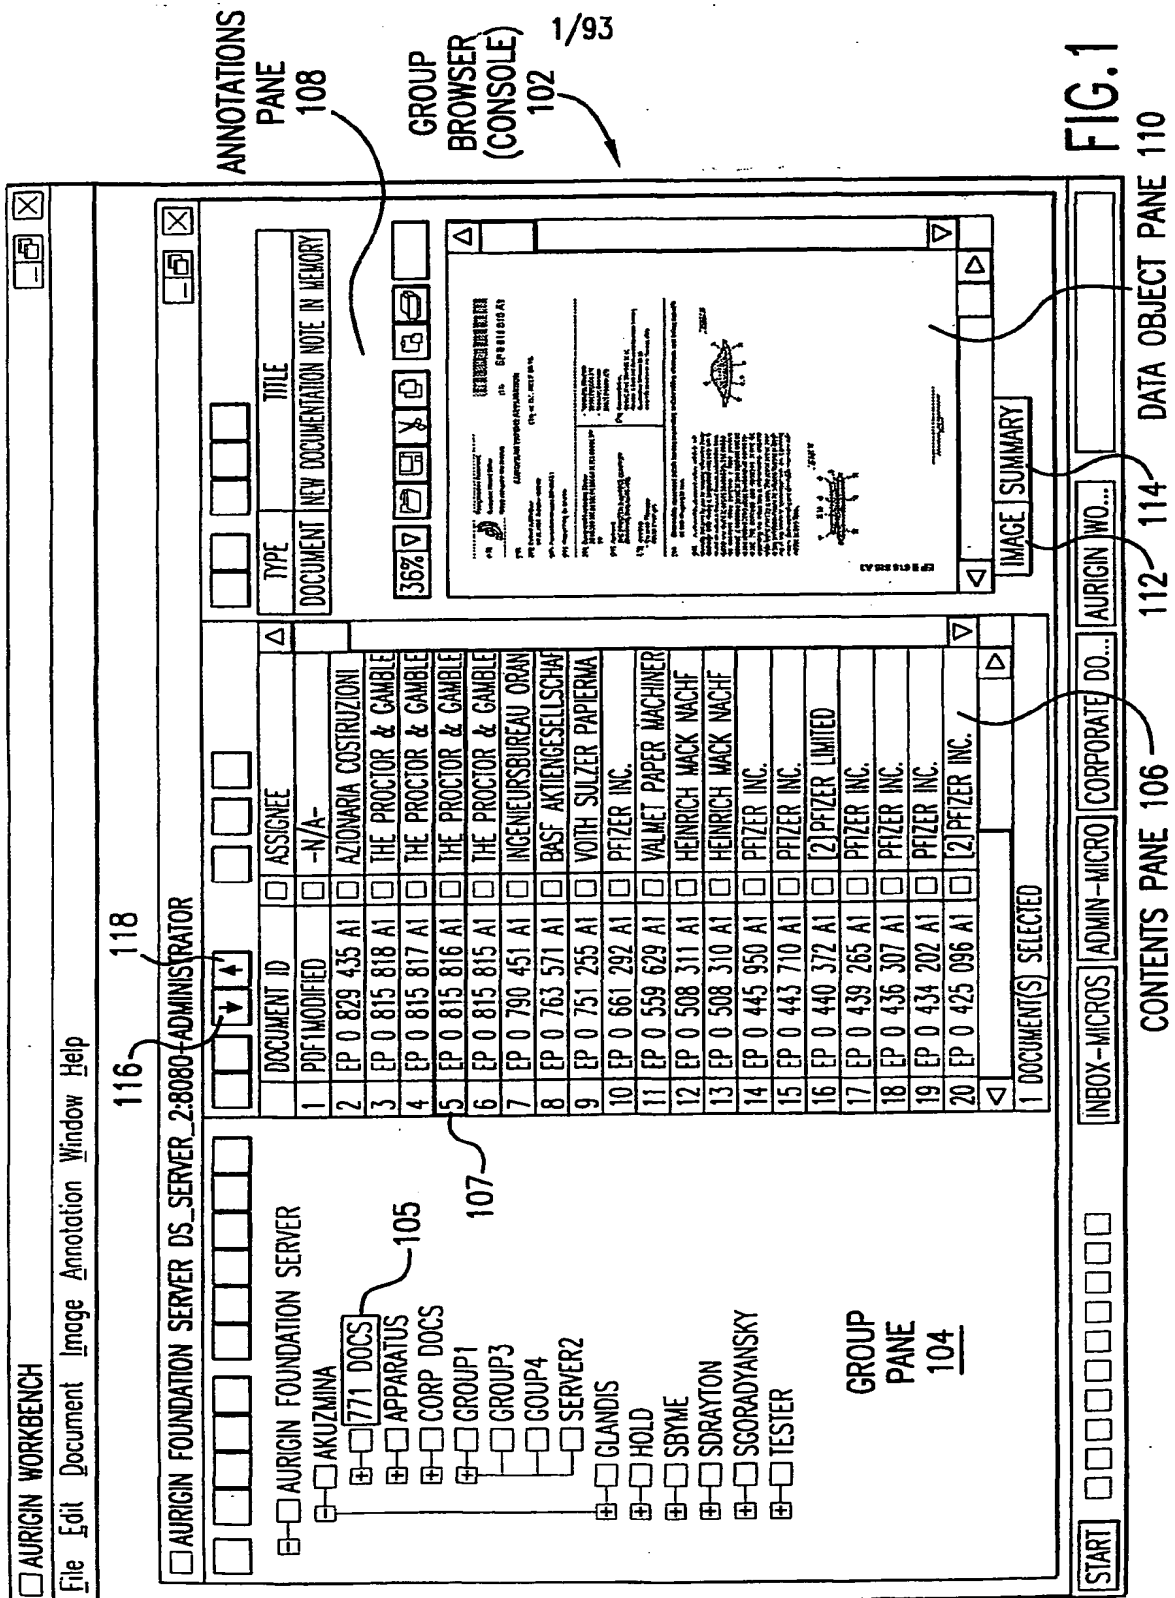 1/93
AURIGIN WORKBENCH
File Edit Document Image Annotation Window Help
AURIGIN FOUNDATION SERVER DS_SERVER_2:8080-ADMINISTRATOR
116
118
ANNOTATIONS
PANE
108
GROUP
BROWSER
(CONSOLE)
102
AURIGIN FOUNDATION SERVER
AKUZMINA
771 DOCS
105
APPARATUS
CORP DOCS
GROUP1
GROUP3
GOUP4
SERVER2
GLANDIS
HOLD
SBYME
SDRAYTON
SGORADYANSKY
TESTER
GROUP
PANE
104
107
DOCUMENT ID ASSIGNEE
1 PDF1MODIFIED -N/A-
2 EP 0 829 435 A1 AZIONARIA COSTRUZIONI
3 EP 0 815 818 A1 THE PROCTOR & GAMBLE
4 EP 0 815 817 A1 THE PROCTOR & GAMBLE
5 EP 0 815 816 A1 THE PROCTOR & GAMBLE
6 EP 0 815 815 A1 THE PROCTOR & GAMBLE
7 EP 0 790 451 A1 INGENIEURSBUREAU ORAN
8 EP 0 763 571 A1 BASF AKTIENGESELLSCHAF
9 EP 0 751 255 A1 VOITH SULZER PAPIERMA
10 EP 0 661 292 A1 PFIZER INC.
11 EP 0 559 629 A1 VALMET PAPER MACHINER
12 EP 0 508 311 A1 HEINRICH MACK NACHF
13 EP 0 508 310 A1 HEINRICH MACK NACHF
14 EP 0 445 950 A1 PFIZER INC.
15 EP 0 443 710 A1 PFIZER INC.
16 EP 0 440 372 A1 [2]PFIZER LIMITED
17 EP 0 439 265 A1 PFIZER INC.
18 EP 0 436 307 A1 PFIZER INC.
19 EP 0 434 202 A1 PFIZER INC.
20 EP 0 425 096 A1 [2]PFIZER INC.
1 DOCUMENT(S) SELECTED
TYPE TITLE
DOCUMENT NEW DOCUMENTATION NOTE IN MEMORY
36%
IMAGE SUMMARY
START INBOX-MICROS ADMIN-MICRO CORPORATE DO... AURIGIN WO...
CONTENTS PANE 106
112
114
DATA OBJECT PANE 110
FIG.1